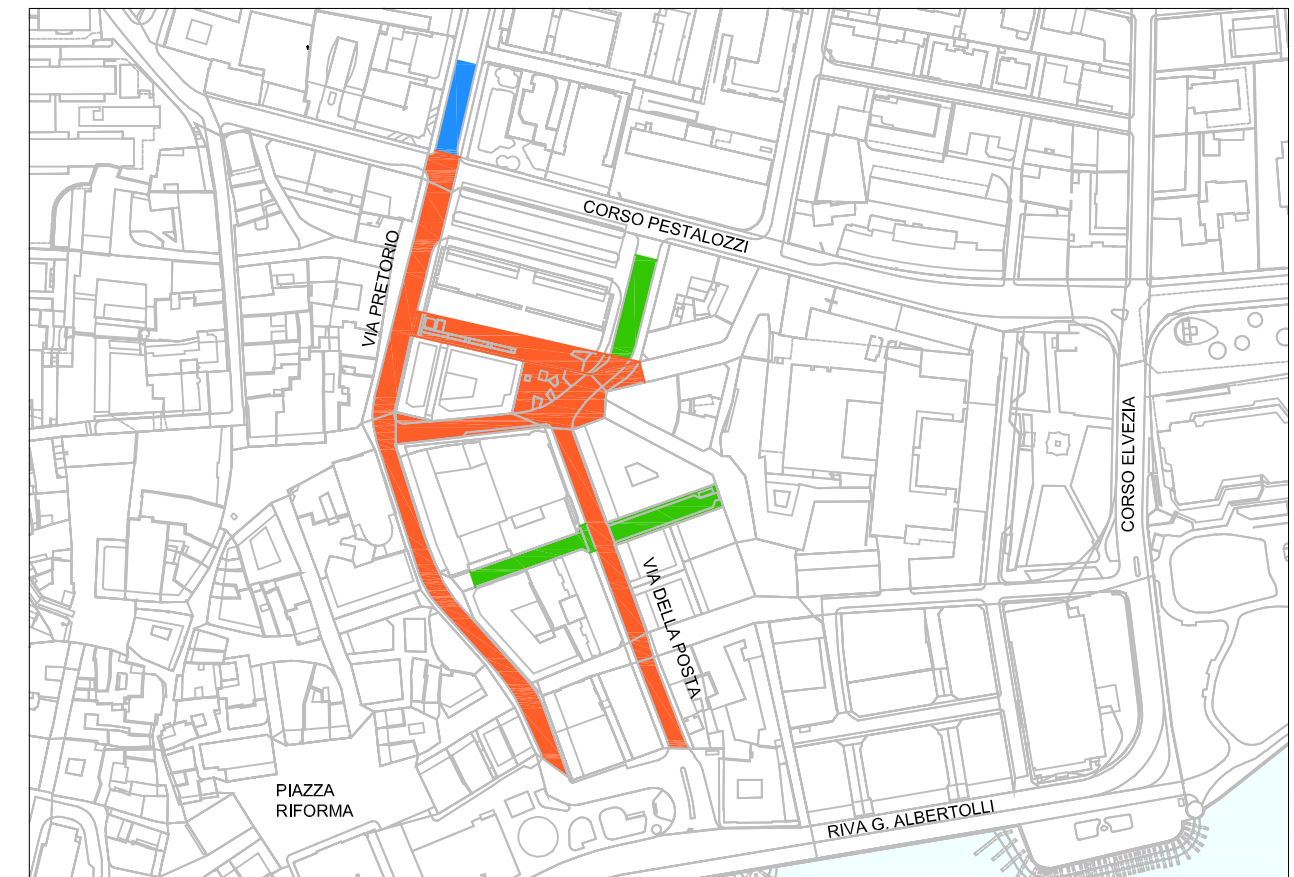 CORSO PESTALOZZI
VIA PRETORIO
CORSO ELVEZIA
VIA DELLA POSTA
PIAZZA
RIFORMA
RIVA G. ALBERTOLLI